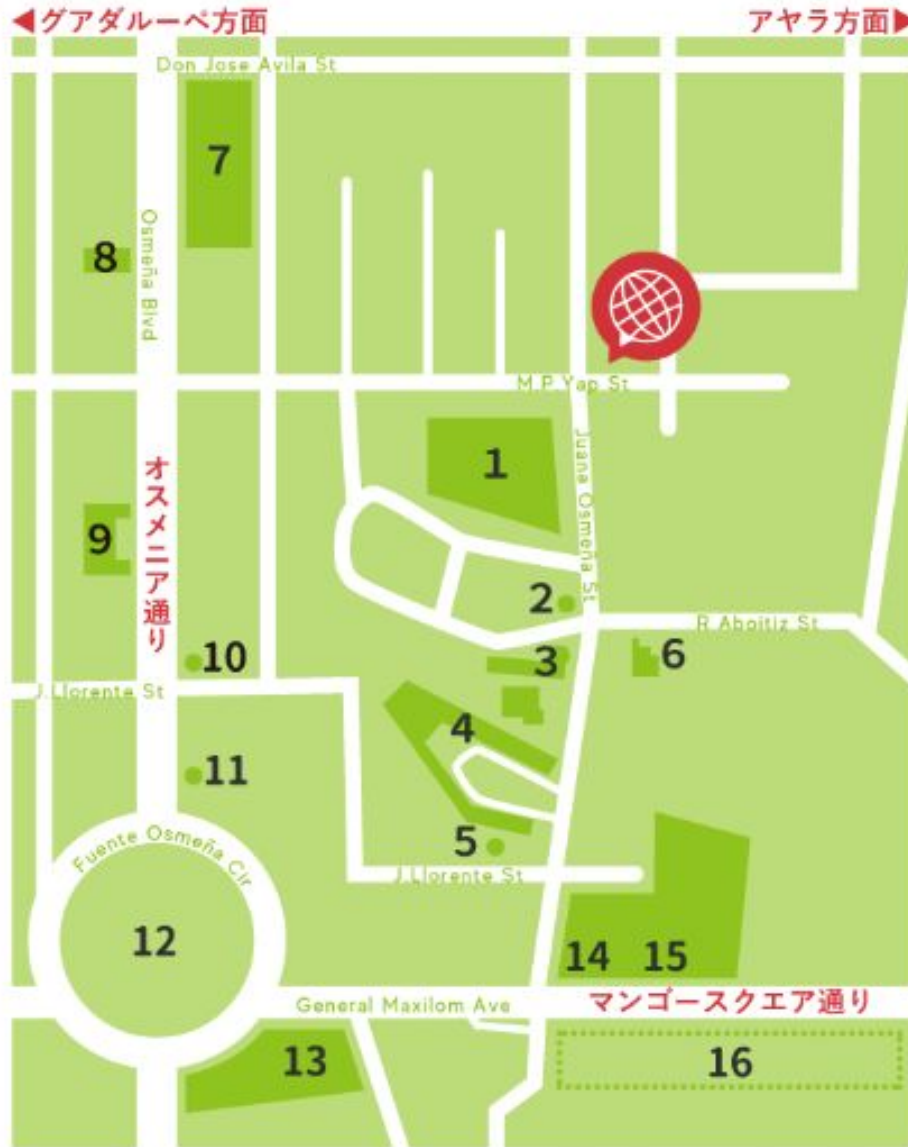 ◀グアダルーペ方面
アヤラ方面▶
Don Jose Avila St
7
Osmeña Blvd
8
M.P. Yap St
オスメニア通り
1
Juana Osmeña St
9
2
R.Aboitiz St
10
3
6
J.Llorente St
4
11
5
Fuente Osmeña Cir
J.Llorente St
12
14
15
General Maxilom Ave
マンゴースクエア通り
13
16